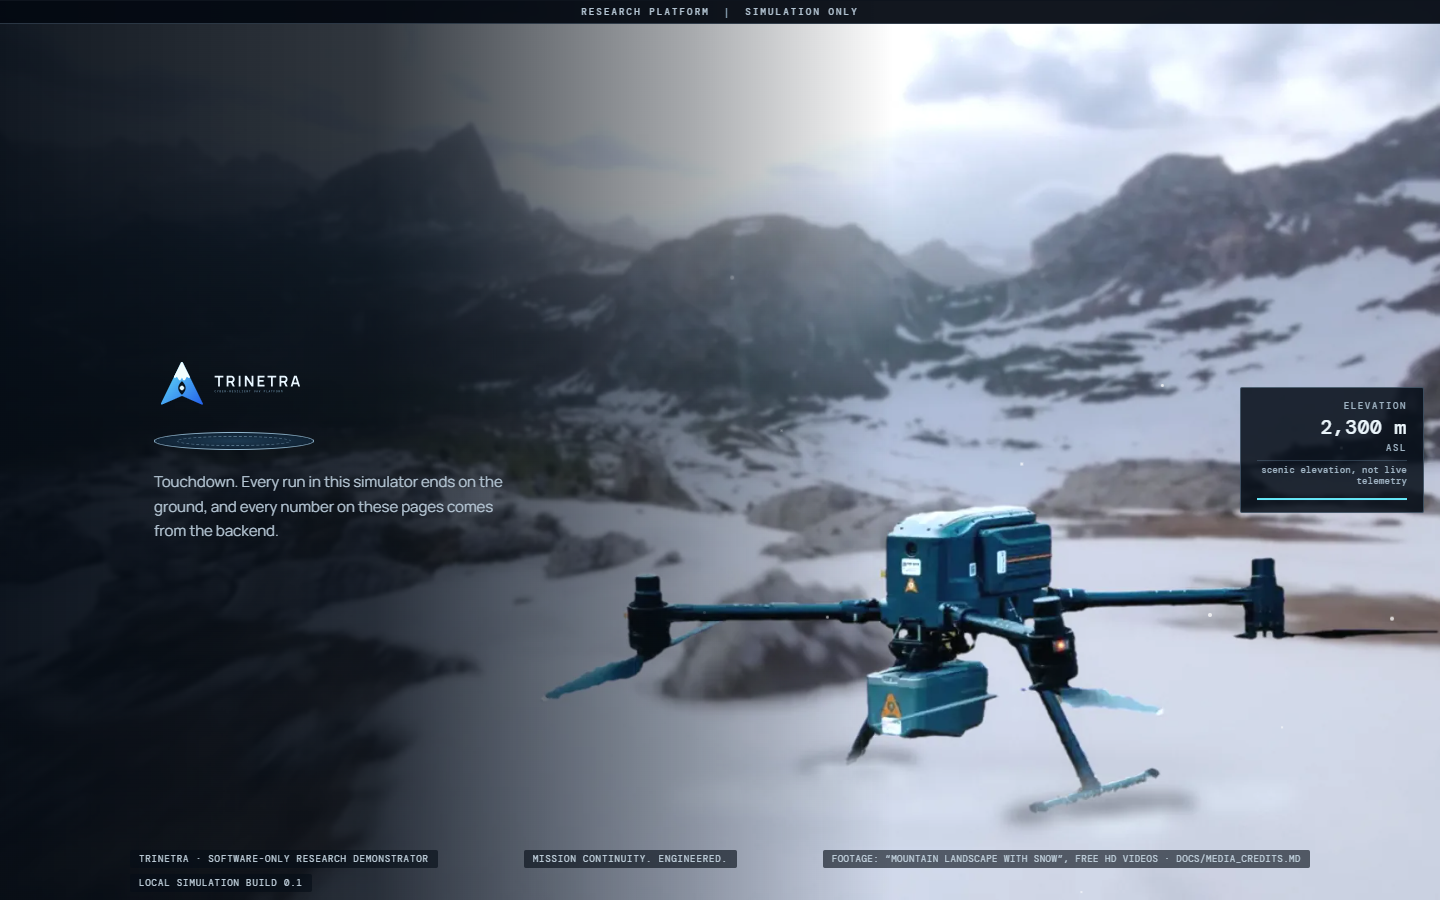 RESEARCH PLATFORM | SIMULATION ONLY
TRINETRA
Touchdown. Every run in this simulator ends on the
ground, and every number on these pages comes
from the backend.
ELEVATION
2,300 m
ASL
scenic elevation, not live
telemetry
TRINETRA · SOFTWARE-ONLY RESEARCH DEMONSTRATOR
MISSION CONTINUITY. ENGINEERED.
FOOTAGE: “MOUNTAIN LANDSCAPE WITH SNOW”, FREE HD VIDEOS · DOCS/MEDIA_CREDITS.MD
LOCAL SIMULATION BUILD 0.1